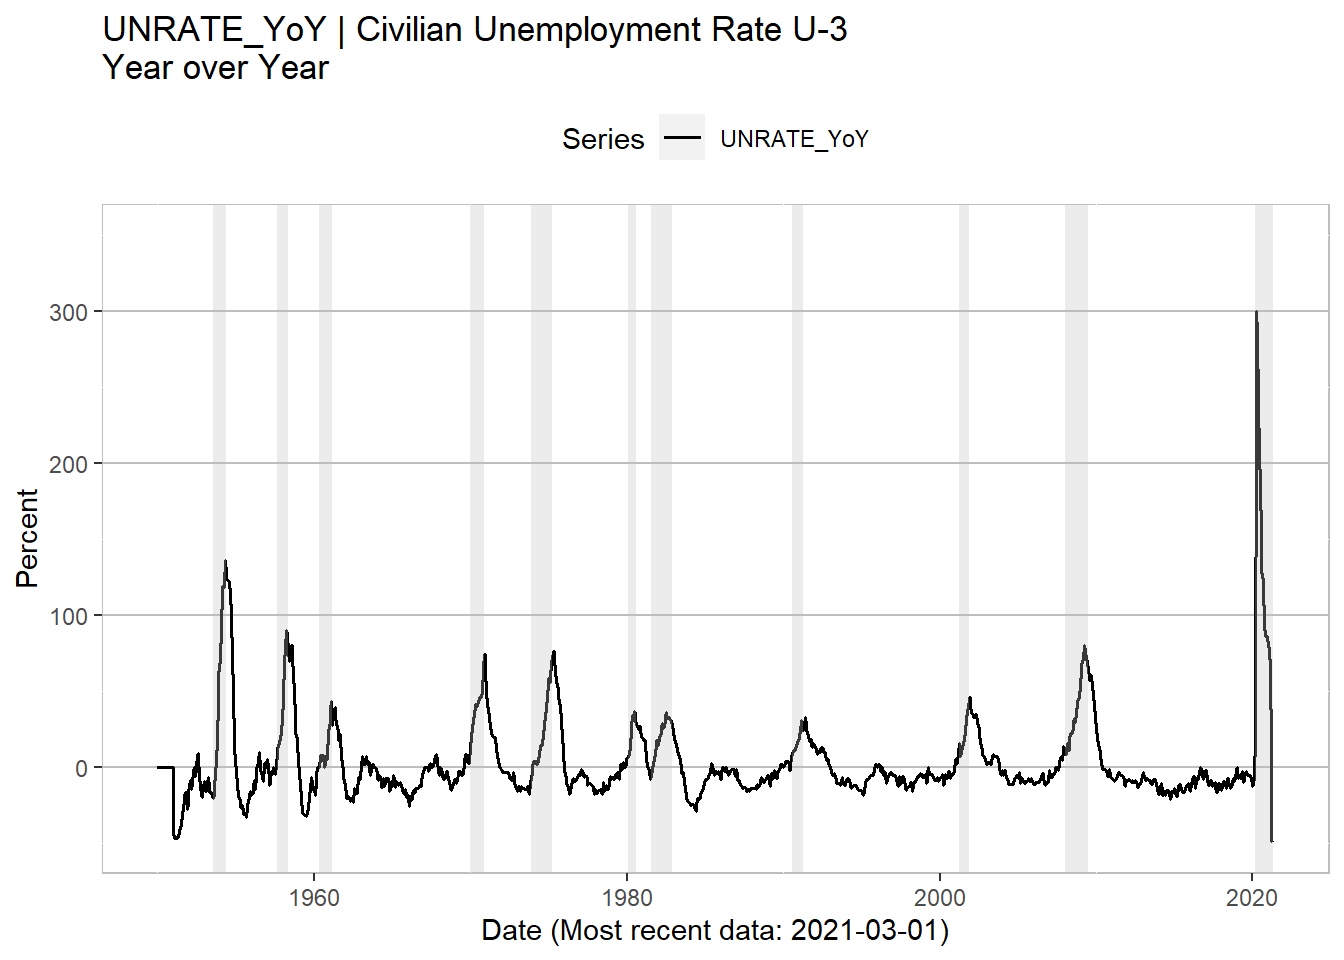 UNRATE_YoY | Civilian Unemployment Rate U-3
Year over Year
Series UNRATE_YoY
300
200
100
0
Percent
1960 1980 2000 2020
Date (Most recent data: 2021-03-01)